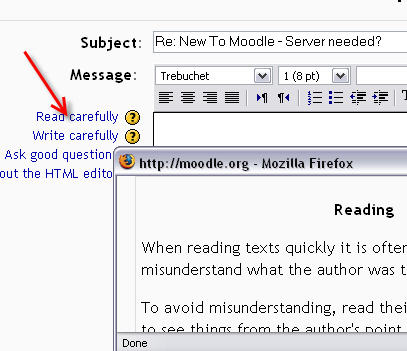 Subject: Re: New To Moodle - Server needed?
Message: Trebuchet 1 (8 pt)
Read carefully
Write carefully
Ask good question
out the HTML edito
http://moodle.org - Mozilla Firefox
Reading
When reading texts quickly it is ofte
misunderstand what the author was t
To avoid misunderstanding, read thei
to see things from the author's point
Done